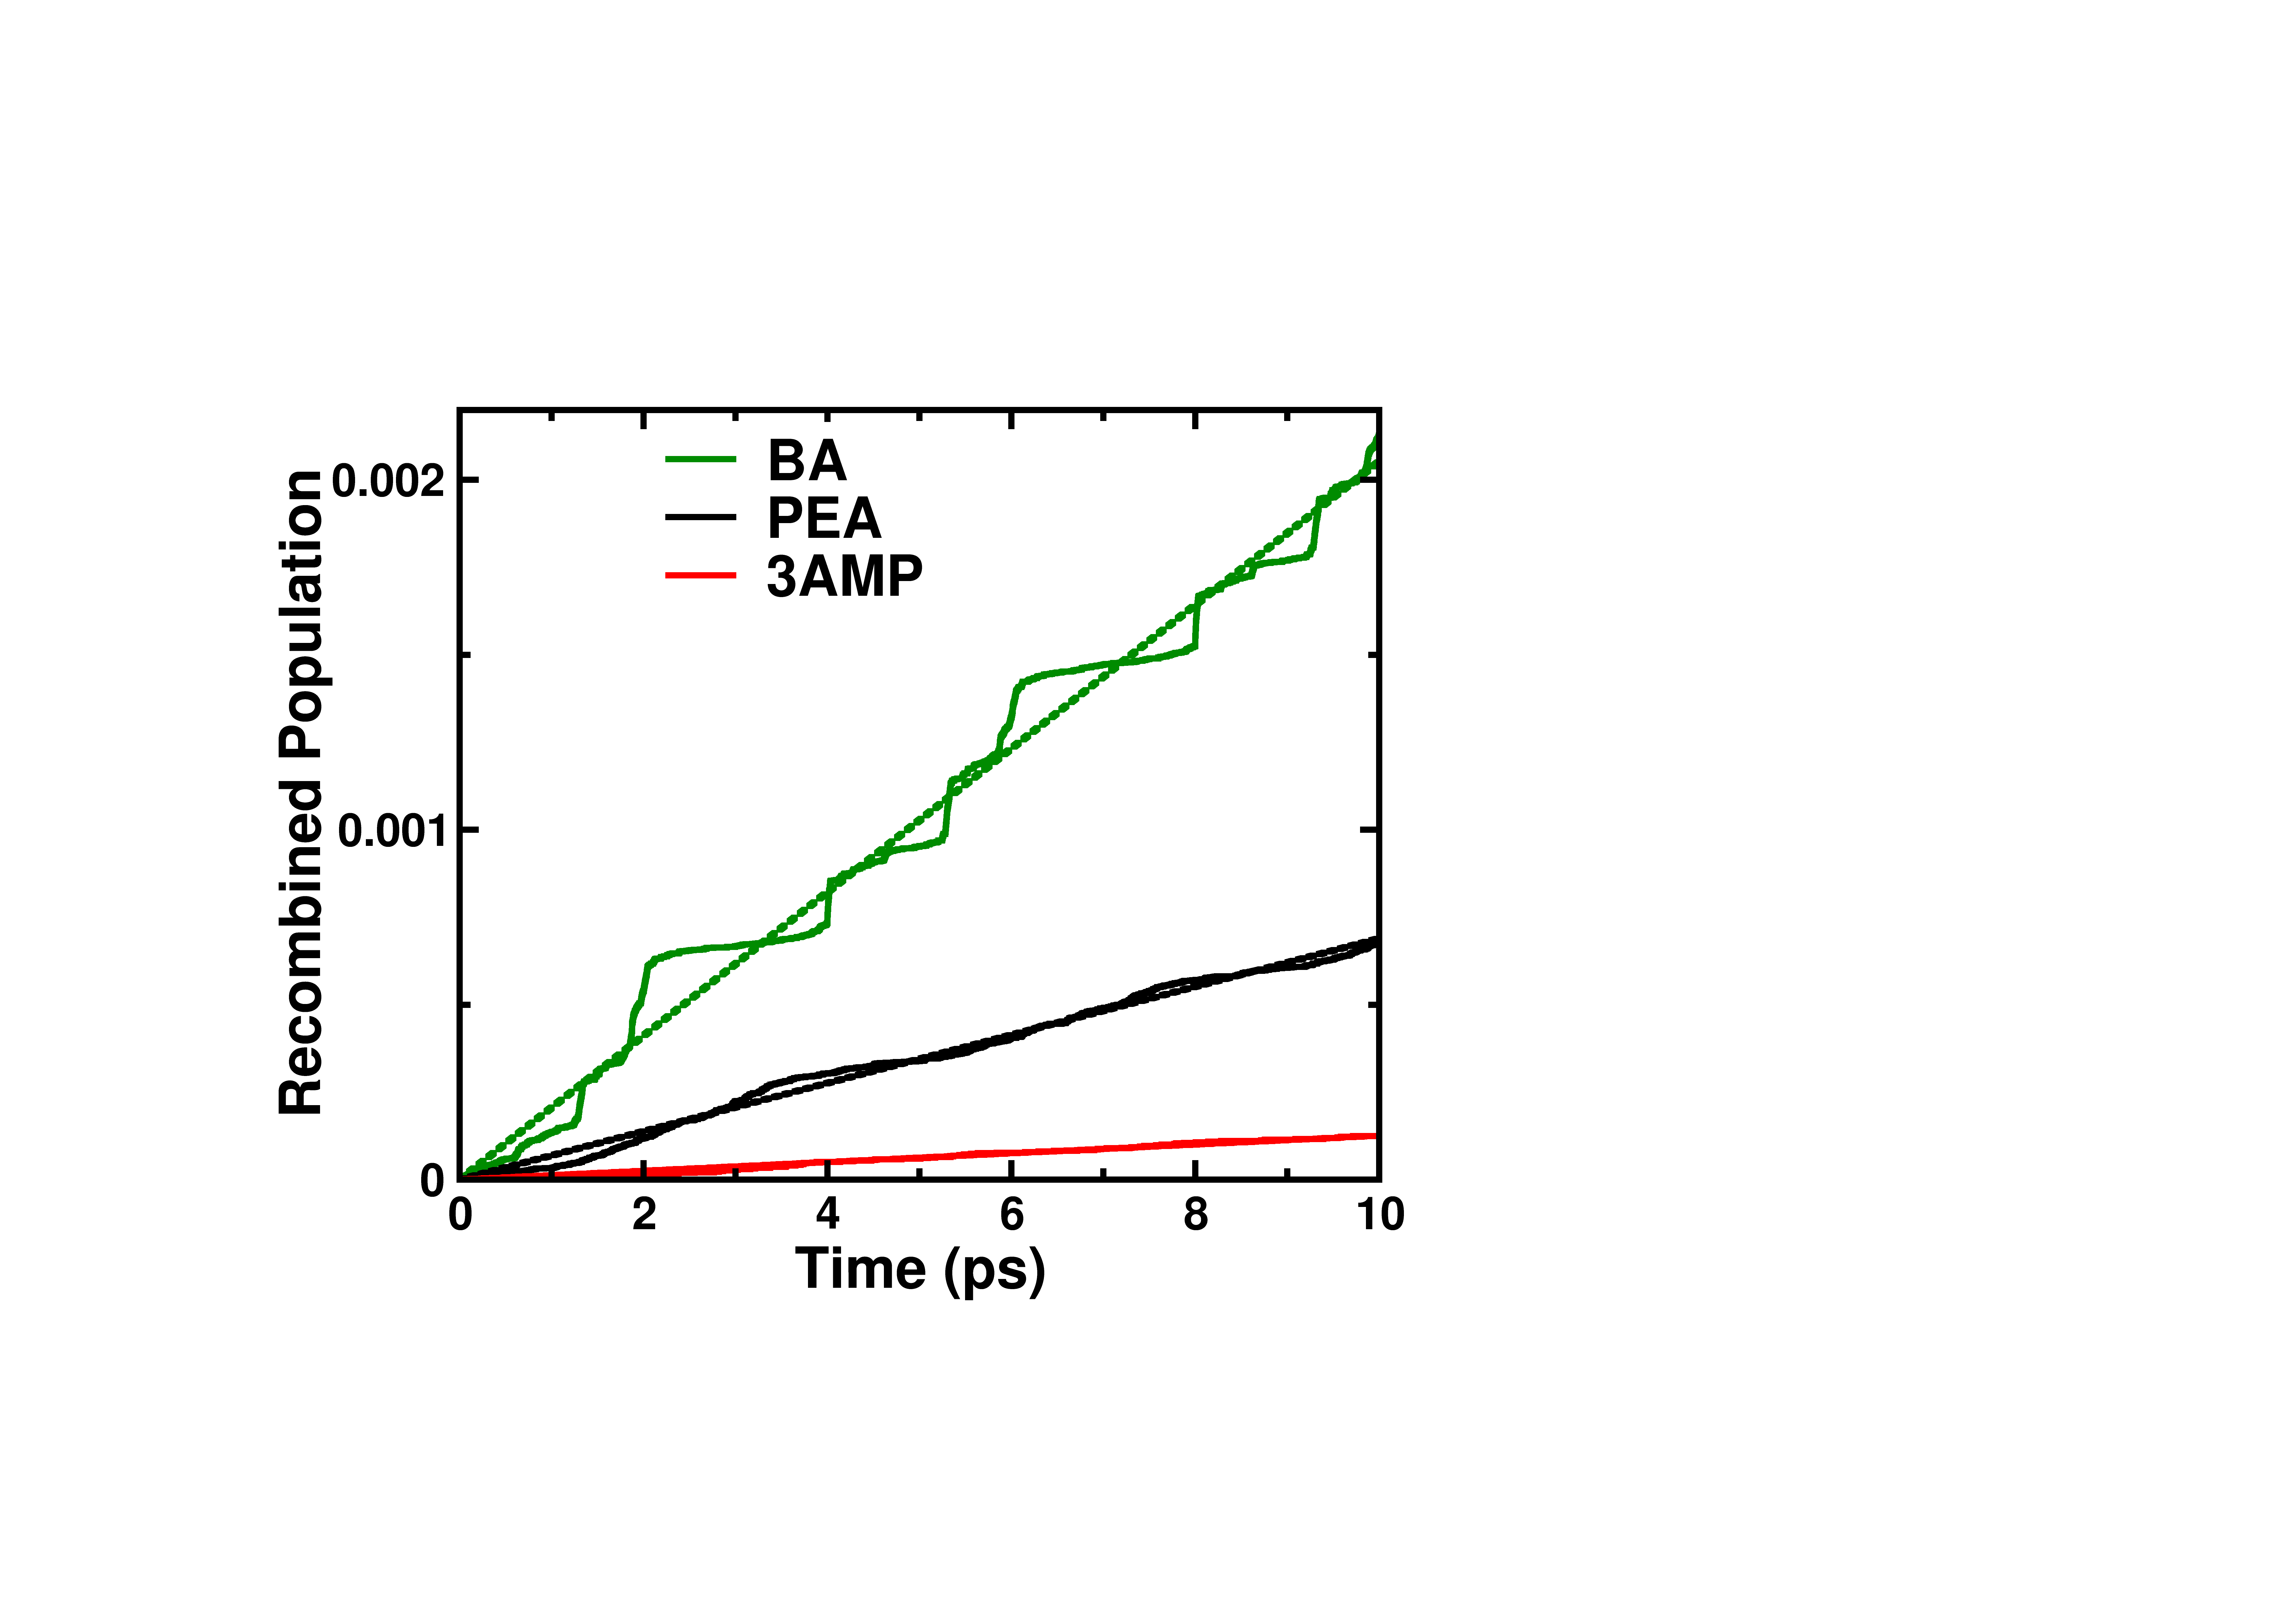 BA
PEA
3AMP
Recombined Population
0.002
0.001
0
0 2 4 6 8 10
Time (ps)